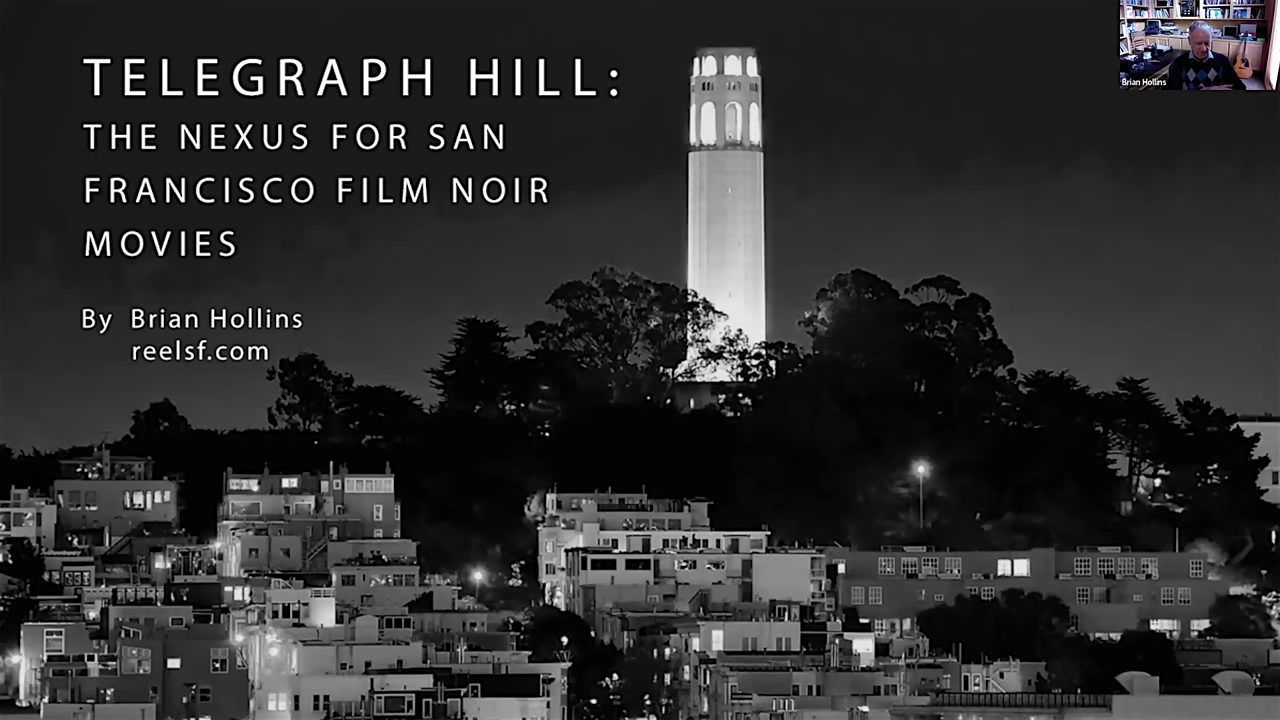 TELEGRAPH HILL:
THE NEXUS FOR SAN
FRANCISCO FILM NOIR
MOVIES
By Brian Hollins
reelsf.com
Brian Hollins